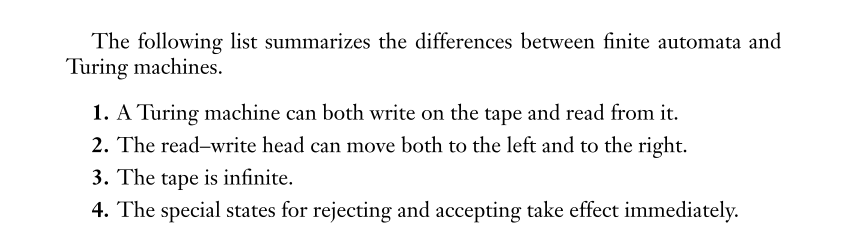 The following list summarizes the differences between finite automata and
Turing machines.
1. A Turing machine can both write on the tape and read from it.
2. The read–write head can move both to the left and to the right.
3. The tape is infinite.
4. The special states for rejecting and accepting take effect immediately.